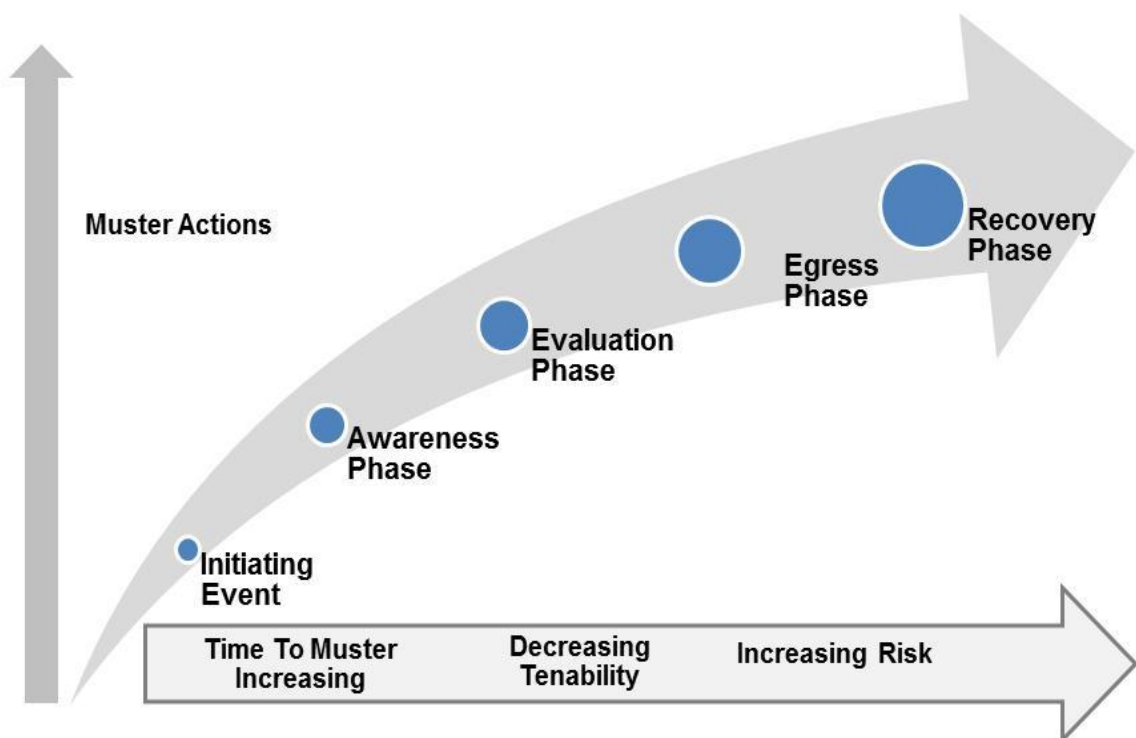 Muster Actions
Recovery
Phase
Egress
Phase
Evaluation
Phase
Awareness
Phase
Initiating
Event
Time To Muster
Increasing
Decreasing
Tenability
Increasing Risk